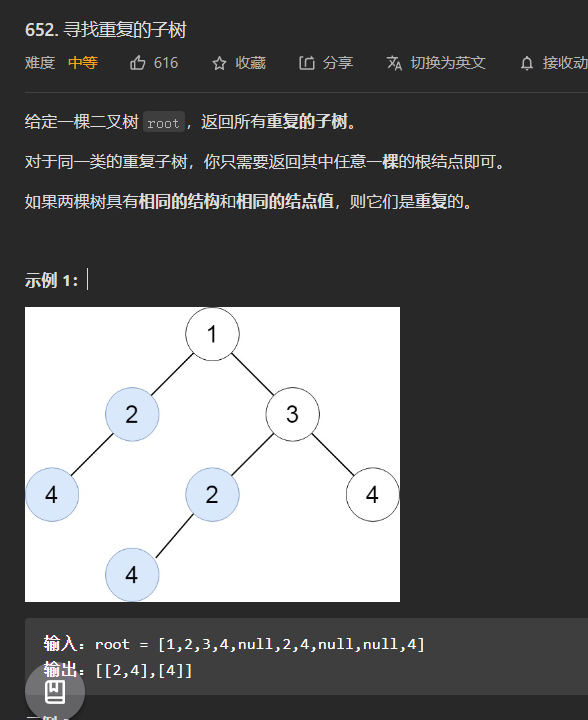 652. 寻找重复的子树
难度 中等 616 收藏 分享 切换为英文 接收动
给定一棵二叉树 root，返回所有重复的子树。
对于同一类的重复子树，你只需要返回其中任意一棵的根结点即可。
如果两棵树具有相同的结构和相同的结点值，则它们是重复的。
示例 1：
1
2 3
4 2 4
4
输入：root = [1,2,3,4,null,2,4,null,null,4]
输出：[[2,4],[4]]